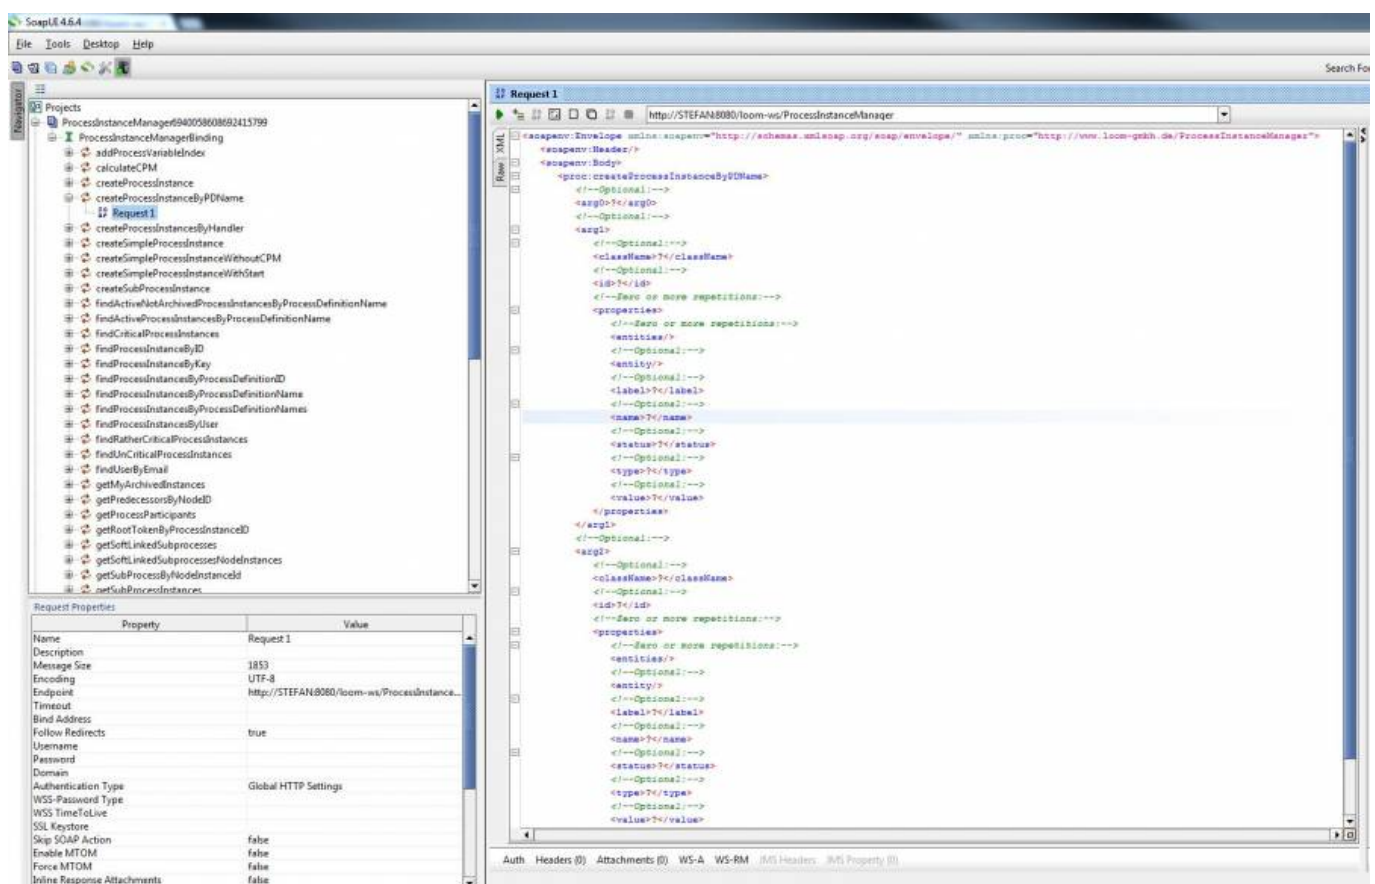 SoapUI 4.6.4
File Tools Desktop Help
Search Fo
Navigator
Projects
ProcessInstanceManager6940058608692415799
ProcessInstanceManagerBinding
addProcessVariableIndex
calculateCPM
createProcessInstance
createProcessInstanceByPDName
Request 1
createProcessInstancesByHandler
createSimpleProcessInstance
createSimpleProcessInstanceWithoutCPM
createSimpleProcessInstanceWithStart
createSubProcessInstance
findActiveNotArchivedProcessInstancesByProcessDefinitionName
findActiveProcessInstancesByProcessDefinitionName
findCriticalProcessInstances
findProcessInstanceByID
findProcessInstanceByKey
findProcessInstancesByProcessDefinitionID
findProcessInstancesByProcessDefinitionName
findProcessInstancesByProcessDefinitionNames
findProcessInstancesByUser
findRatherCriticalProcessInstances
findUnCriticalProcessInstances
findUserByEmail
getMyArchivedInstances
getPredecessorsByNodeID
getProcessParticipants
getRootTokenByProcessInstanceID
getSoftLinkedSubprocesses
getSoftLinkedSubprocessesNodeInstances
getSubProcessByNodeInstanceId
getSubProcessInstances
Request Properties
Property Value
Name Request 1
Description
Message Size 1853
Encoding UTF-8
Endpoint http://STEFAN:8080/loom-ws/ProcessInstance...
Timeout
Bind Address
Follow Redirects true
Username
Password
Domain
Authentication Type Global HTTP Settings
WSS-Password Type
WSS TimeToLive
SSL Keystore
Skip SOAP Action false
Enable MTOM false
Force MTOM false
Inline Response Attachments false
Request 1
http://STEFAN:8080/loom-ws/ProcessInstanceManager
XML
Raw
<soapenv:Envelope xmlns:soapenv="http://schemas.xmlsoap.org/soap/envelope/" xmlns:proc="http://www.loom-gmbh.de/ProcessInstanceManager">
<soapenv:Header/>
<soapenv:Body>
<proc:createProcessInstanceByPDName>
<!--Optional:-->
<arg0>?</arg0>
<!--Optional:-->
<arg1>
<!--Optional:-->
<className>?</className>
<!--Optional:-->
<id>?</id>
<!--Zero or more repetitions:-->
<properties>
<!--Zero or more repetitions:-->
<entities/>
<!--Optional:-->
<entity/>
<!--Optional:-->
<label>?</label>
<!--Optional:-->
<name>?</name>
<!--Optional:-->
<status>?</status>
<!--Optional:-->
<type>?</type>
<!--Optional:-->
<value>?</value>
</properties>
</arg1>
<!--Optional:-->
<arg2>
<!--Optional:-->
<className>?</className>
<!--Optional:-->
<id>?</id>
<!--Zero or more repetitions:-->
<properties>
<!--Zero or more repetitions:-->
<entities/>
<!--Optional:-->
<entity/>
<!--Optional:-->
<label>?</label>
<!--Optional:-->
<name>?</name>
<!--Optional:-->
<status>?</status>
<!--Optional:-->
<type>?</type>
<!--Optional:-->
<value>?</value>
Auth Headers (0) Attachments (0) WS-A WS-RM JMS Headers JMS Property (0)